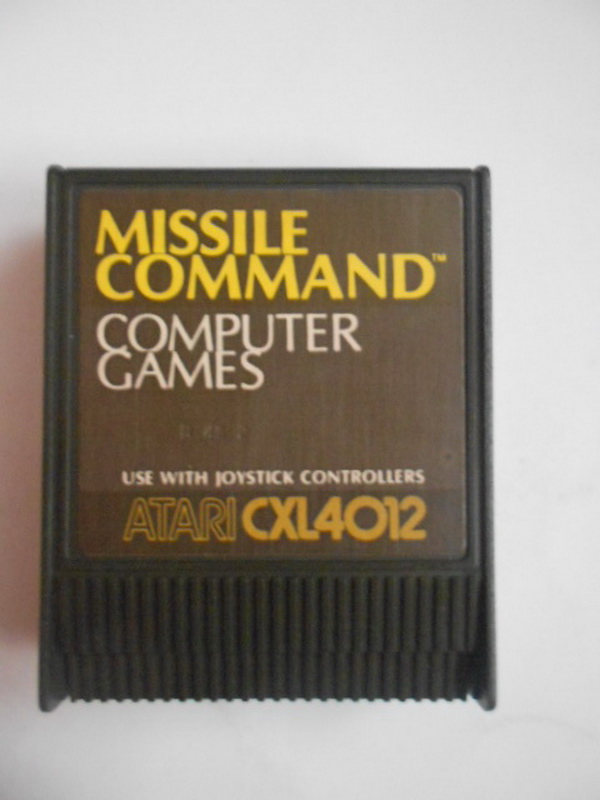 MISSILE
COMMAND™
COMPUTER
GAMES
USE WITH JOYSTICK CONTROLLERS
ATARI CXL4012